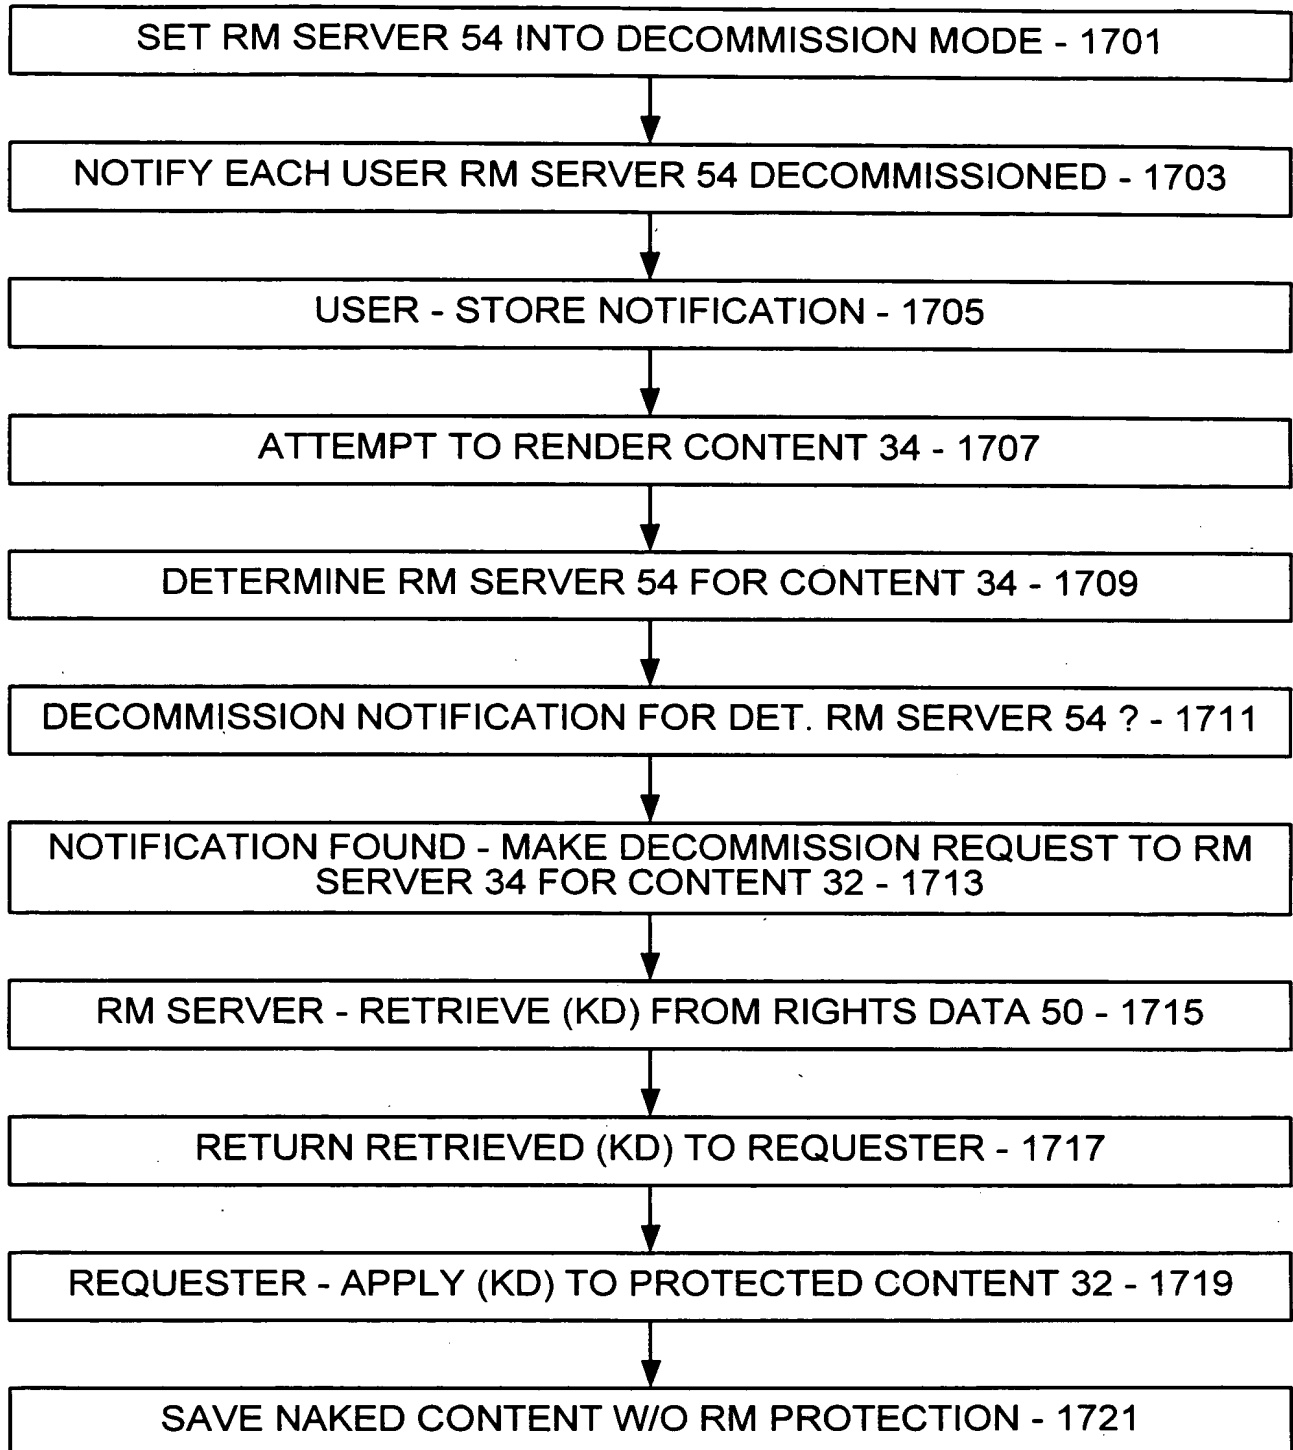 SET RM SERVER 54 INTO DECOMMISSION MODE - 1701
NOTIFY EACH USER RM SERVER 54 DECOMMISSIONED - 1703
USER - STORE NOTIFICATION - 1705
ATTEMPT TO RENDER CONTENT 34 - 1707
DETERMINE RM SERVER 54 FOR CONTENT 34 - 1709
DECOMMISSION NOTIFICATION FOR DET. RM SERVER 54 ? - 1711
NOTIFICATION FOUND - MAKE DECOMMISSION REQUEST TO RM
SERVER 34 FOR CONTENT 32 - 1713
RM SERVER - RETRIEVE (KD) FROM RIGHTS DATA 50 - 1715
RETURN RETRIEVED (KD) TO REQUESTER - 1717
REQUESTER - APPLY (KD) TO PROTECTED CONTENT 32 - 1719
SAVE NAKED CONTENT W/O RM PROTECTION - 1721